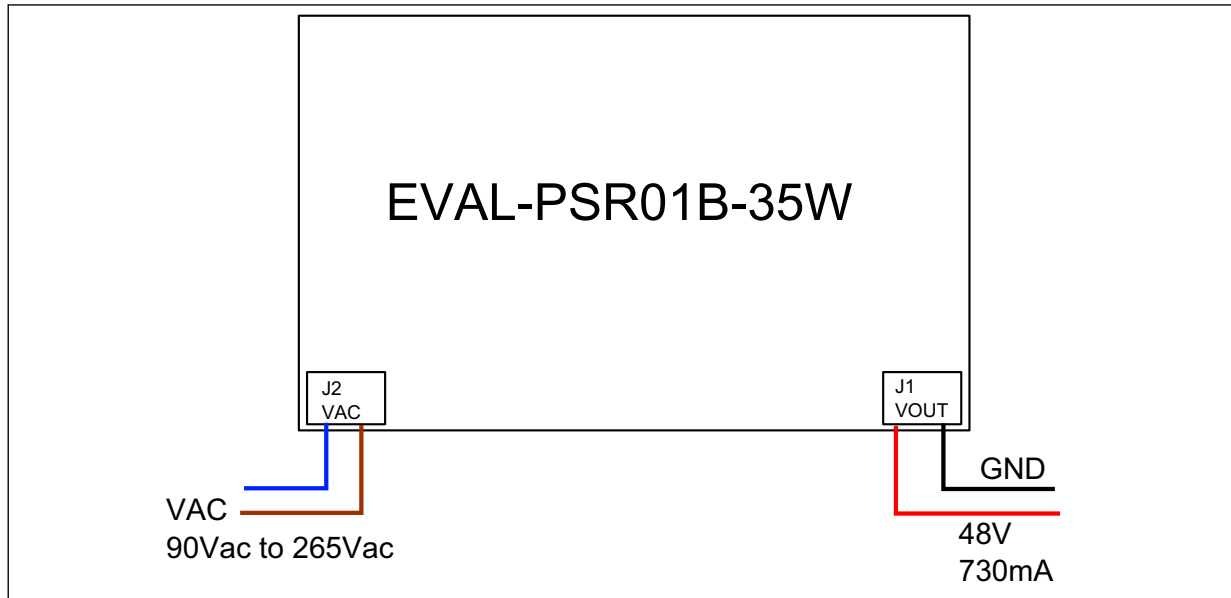 EVAL-PSR01B-35W
J2
VAC
J1
VOUT
VAC
90Vac to 265Vac
GND
48V
730mA